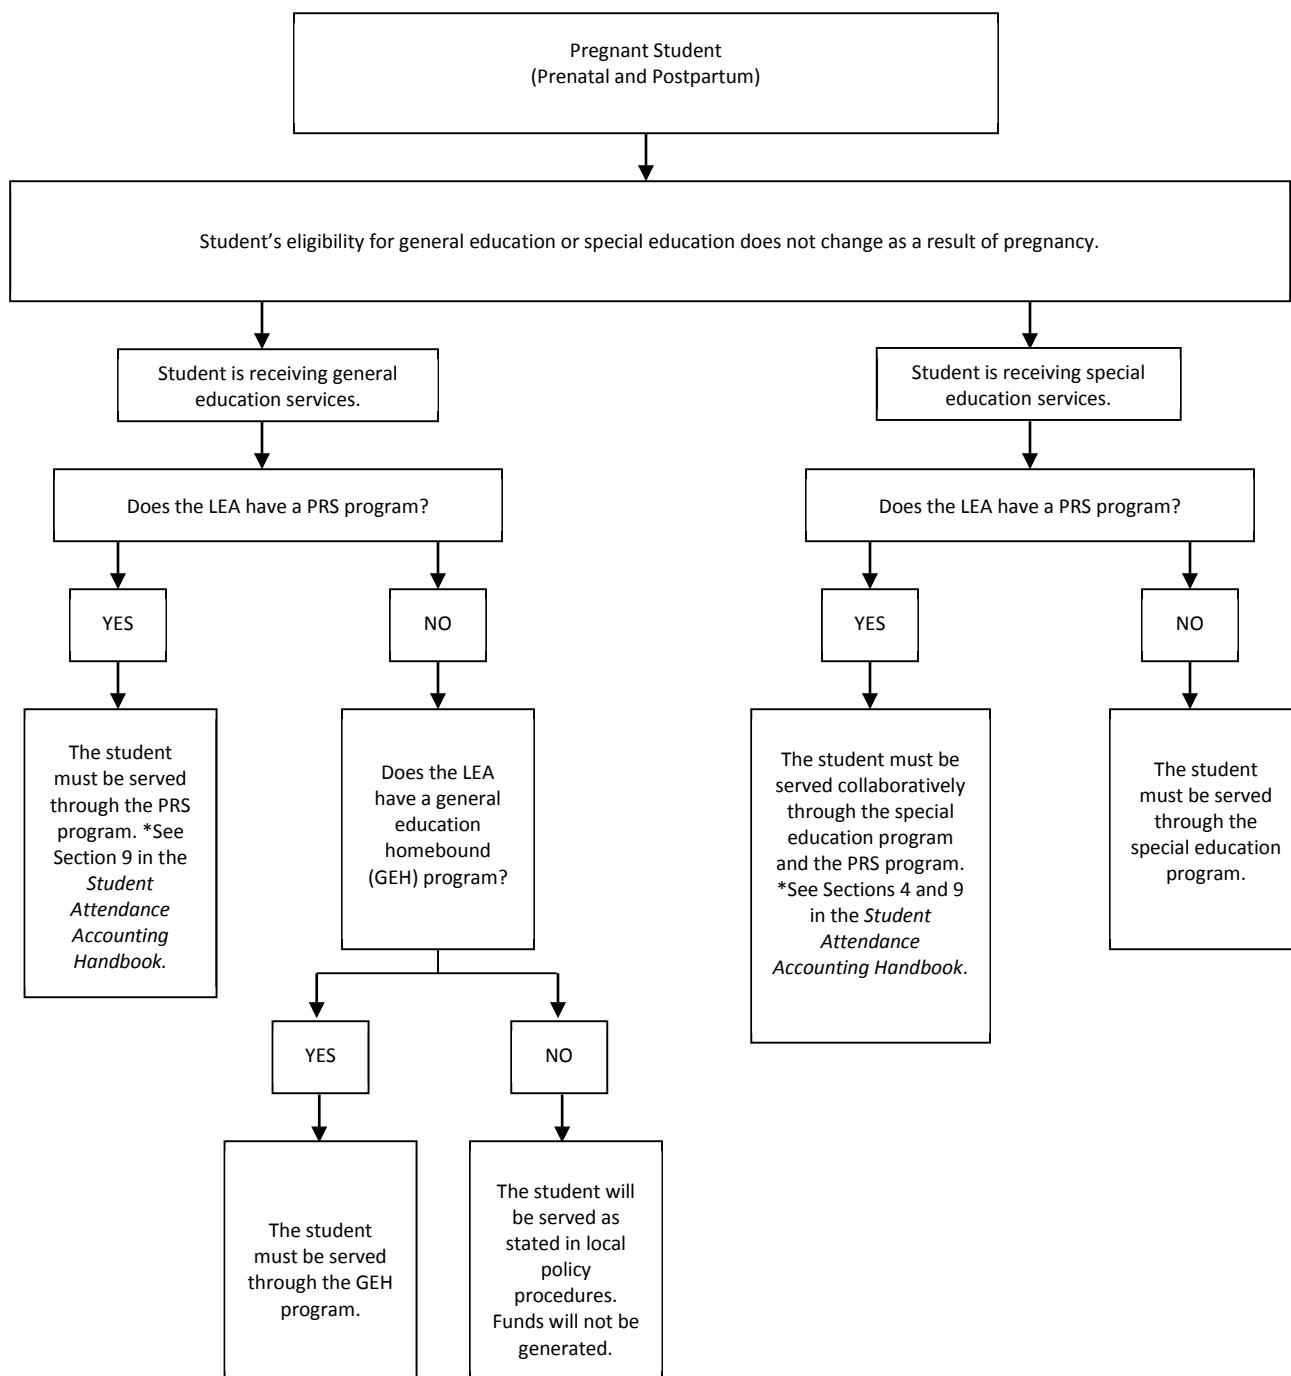 Pregnant Student
(Prenatal and Postpartum)
Student’s eligibility for general education or special education does not change as a result of pregnancy.
Student is receiving general
education services.
Student is receiving special
education services.
Does the LEA have a PRS program?
Does the LEA have a PRS program?
YES
NO
YES
NO
The student
must be served
through the PRS
program. *See
Section 9 in the
Student
Attendance
Accounting
Handbook.
Does the LEA
have a general
education
homebound
(GEH) program?
The student must be
served collaboratively
through the special
education program
and the PRS program.
*See Sections 4 and 9
in the Student
Attendance
Accounting Handbook.
The student
must be served
through the
special education
program.
YES
NO
The student
must be served
through the GEH
program.
The student will
be served as
stated in local
policy
procedures.
Funds will not be
generated.